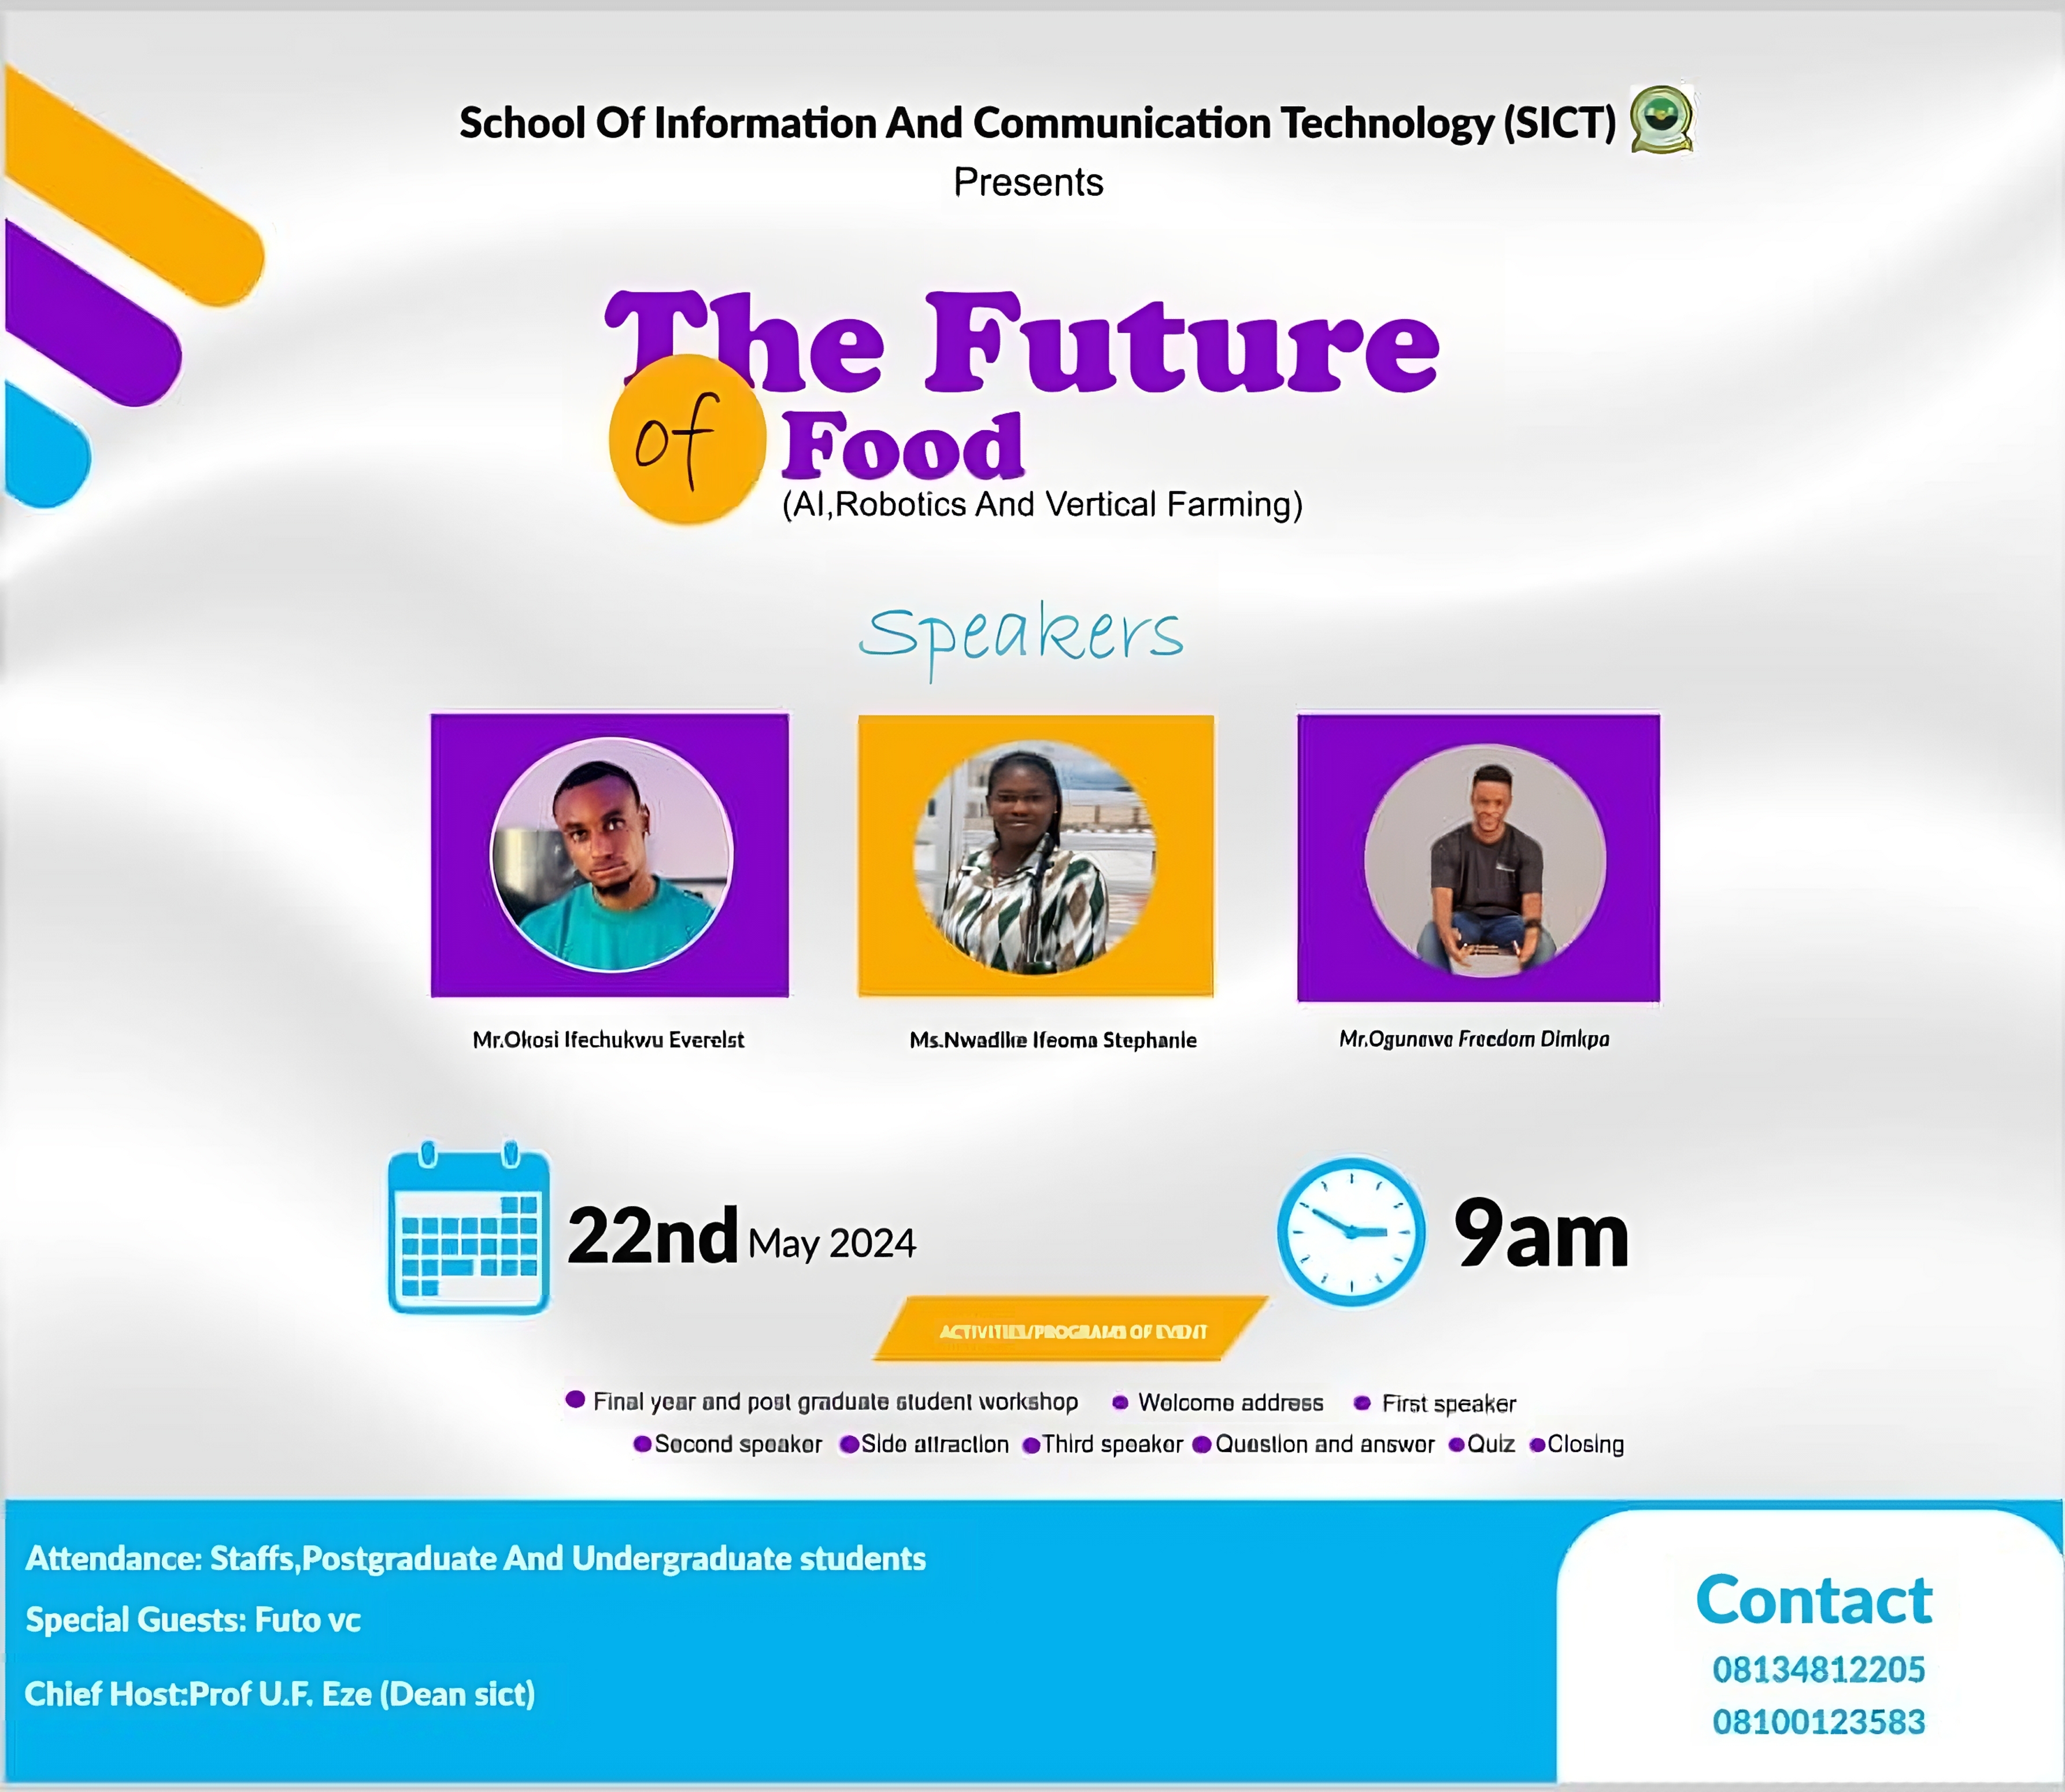 School Of Information And Communication Technology (SICT)
Presents
The Future
of Food
(AI,Robotics And Vertical Farming)
Speakers
Mr.Okosi IfechukwuEvereist
Ms.Nwadike Ifeoma Stephanie
Mr.Ogunewe Freedom Dimkpa
22nd May 2024
9am
ACTIVITIES/PROGRAMS OF EVENT
Final year and post graduate student workshop
Welcome address
First speaker
Second speaker
Side attraction
Third speaker
Question and answer
Quiz
Closing
Attendance: Staffs,Postgraduate And Undergraduate students
Special Guests: Futo vc
Chief Host:Prof U.F. Eze (Dean sict)
Contact
08134812205
08100123583